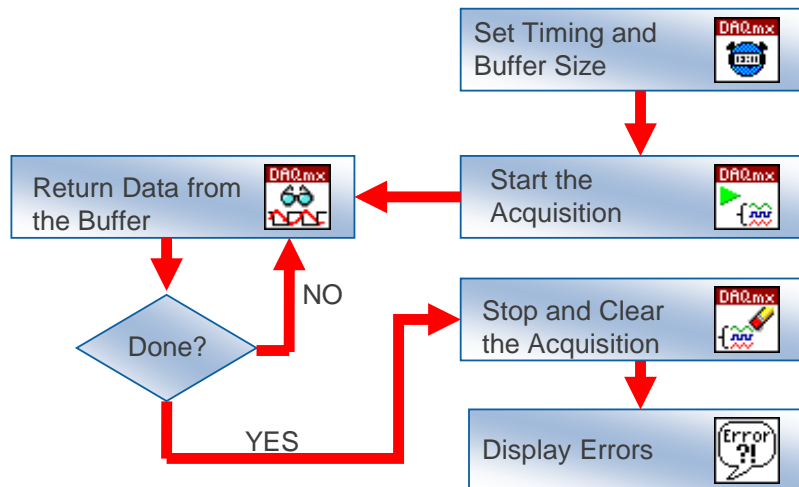 Set Timing and
Buffer Size
DAQmx
Start the
Acquisition
DAQmx
Return Data from
the Buffer
DAQmx
Done?
NO
YES
Stop and Clear
the Acquisition
DAQmx
Display Errors
Error
?!